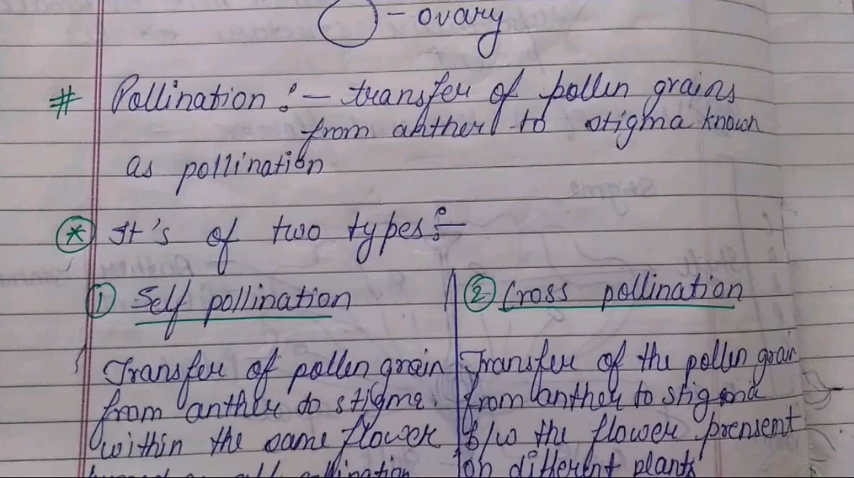 - ovary
# Pollination :- transfer of pollen grains
from anther to stigma known
as pollination
* It's of two types :-
① Self pollination
Transfer of pollen grain
from anther to stigma
within the same flower
pollination
② Cross pollination
Transfer of the pollen grain
from anther to stigma
b/w the flower prensent
on different plants